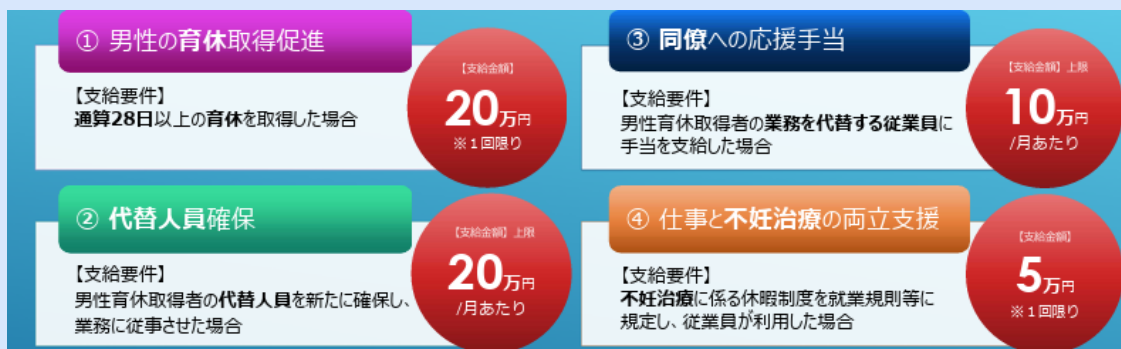 ① 男性の育休取得促進
【支給要件】
通算28日以上の育休を取得した場合
【支給金額】
20万円
※1回限り
② 代替人員確保
【支給要件】
男性育休取得者の代替人員を新たに確保し、
業務に従事させた場合
【支給金額】上限
20万円
/月あたり
③ 同僚への応援手当
【支給要件】
男性育休取得者の業務を代替する従業員に
手当を支給した場合
【支給金額】上限
10万円
/月あたり
④ 仕事と不妊治療の両立支援
【支給要件】
不妊治療に係る休暇制度を就業規則等に
規定し、従業員が利用した場合
【支給金額】
5万円
※1回限り